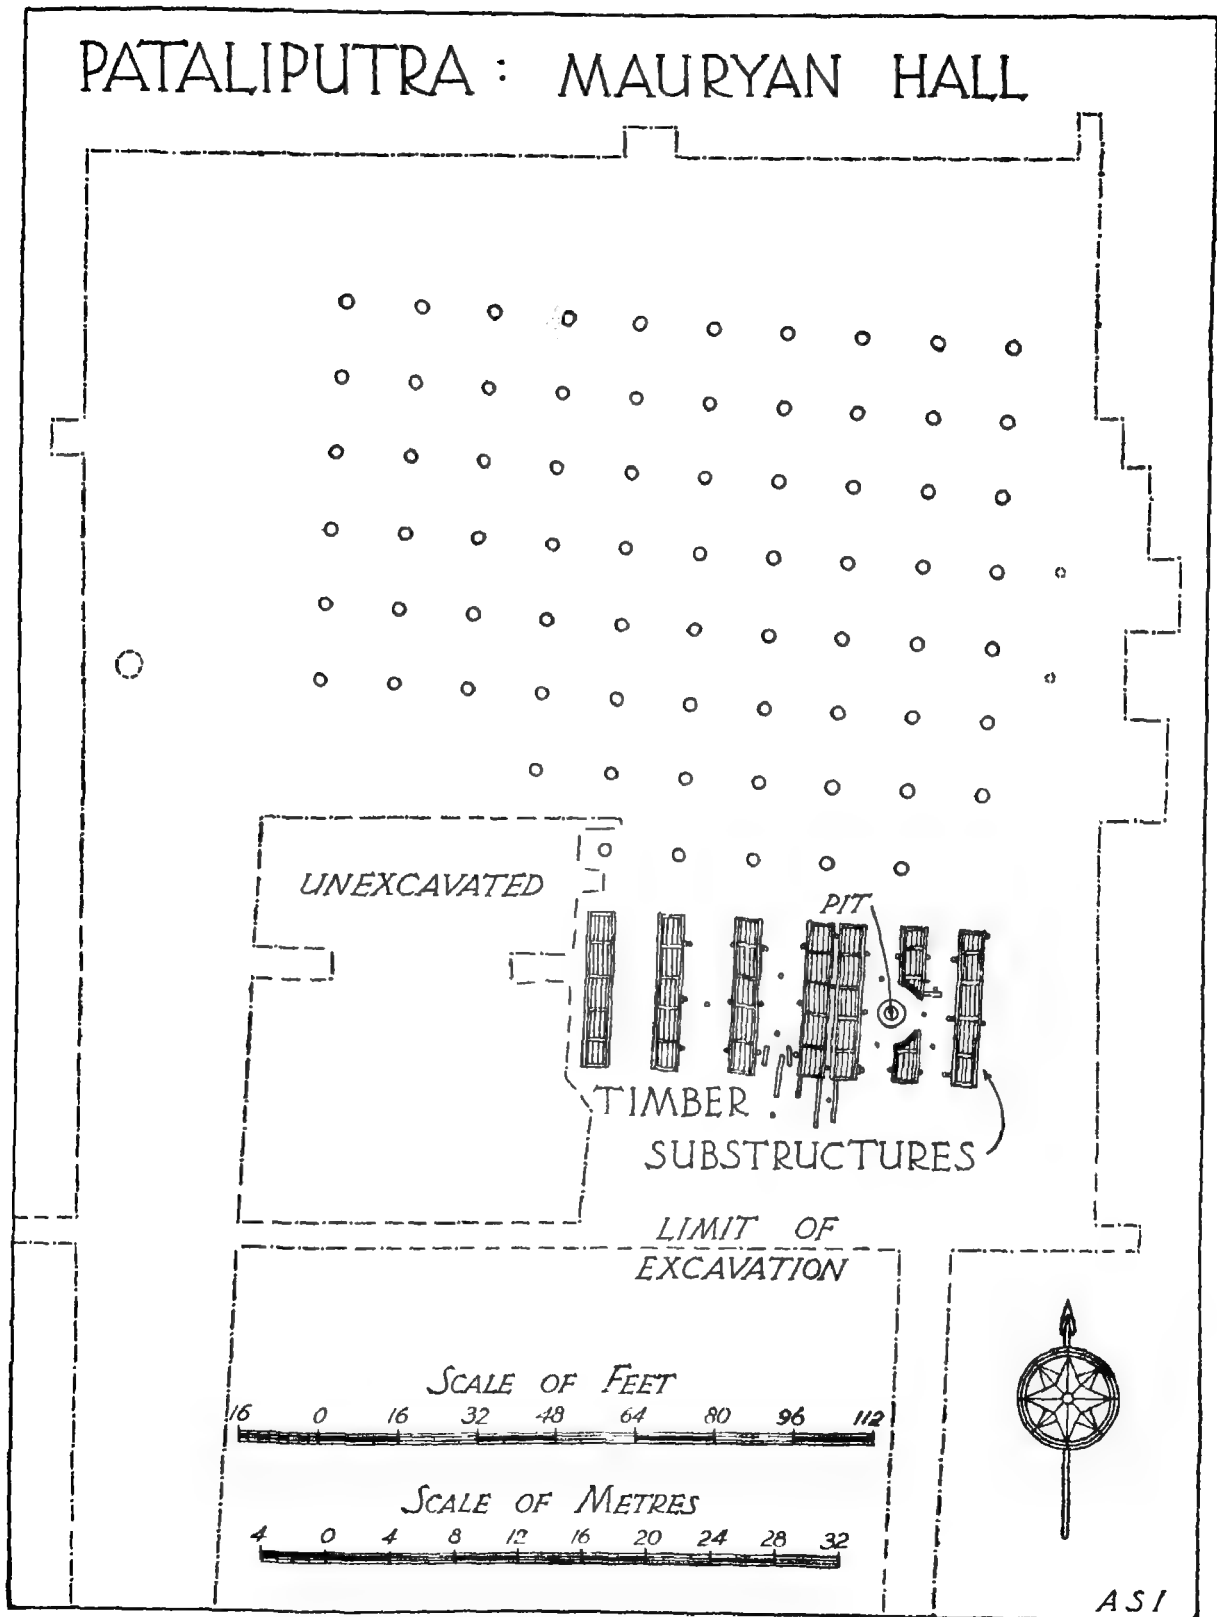 PATALIPUTRA : MAURYAN HALL
UNEXCAVATED
PIT
TIMBER
SUBSTRUCTURES
LIMIT OF
EXCAVATION
SCALE OF FEET
16 0 16 32 48 64 80 96 112
SCALE OF METRES
4 0 4 8 12 16 20 24 28 32
ASI